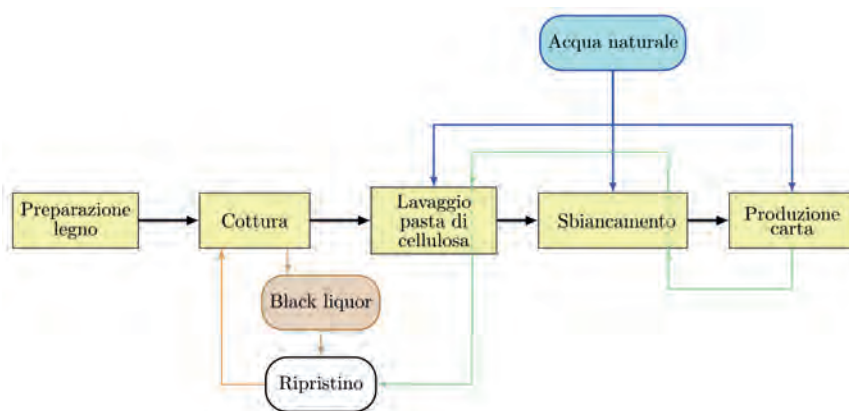 Acqua naturale
Preparazione
legno
Cottura
Lavaggio
pasta di
cellulosa
Sbiancamento
Produzione
carta
Black liquor
Ripristino